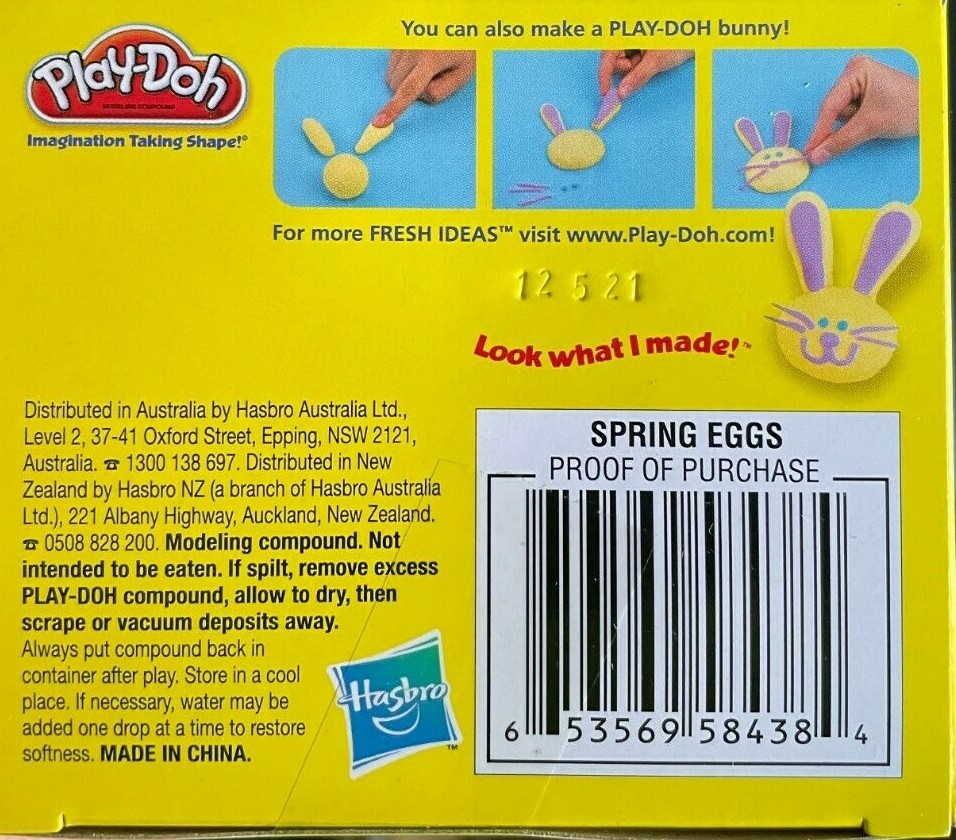 You can also make a PLAY-DOH bunny!
Play-Doh
MODELING COMPOUND
Imagination Taking Shape!®
For more FRESH IDEAS™ visit www.Play-Doh.com!
12 5 21
Look what I made!™
Distributed in Australia by Hasbro Australia Ltd.,
Level 2, 37-41 Oxford Street, Epping, NSW 2121,
Australia. ☎ 1300 138 697. Distributed in New
Zealand by Hasbro NZ (a branch of Hasbro Australia
Ltd.), 221 Albany Highway, Auckland, New Zealand.
☎ 0508 828 200. Modeling compound. Not
intended to be eaten. If spilt, remove excess
PLAY-DOH compound, allow to dry, then
scrape or vacuum deposits away.
Always put compound back in
container after play. Store in a cool
place. If necessary, water may be
added one drop at a time to restore
softness. MADE IN CHINA.
Hasbro™
SPRING EGGS
PROOF OF PURCHASE
6 53569 58438 4